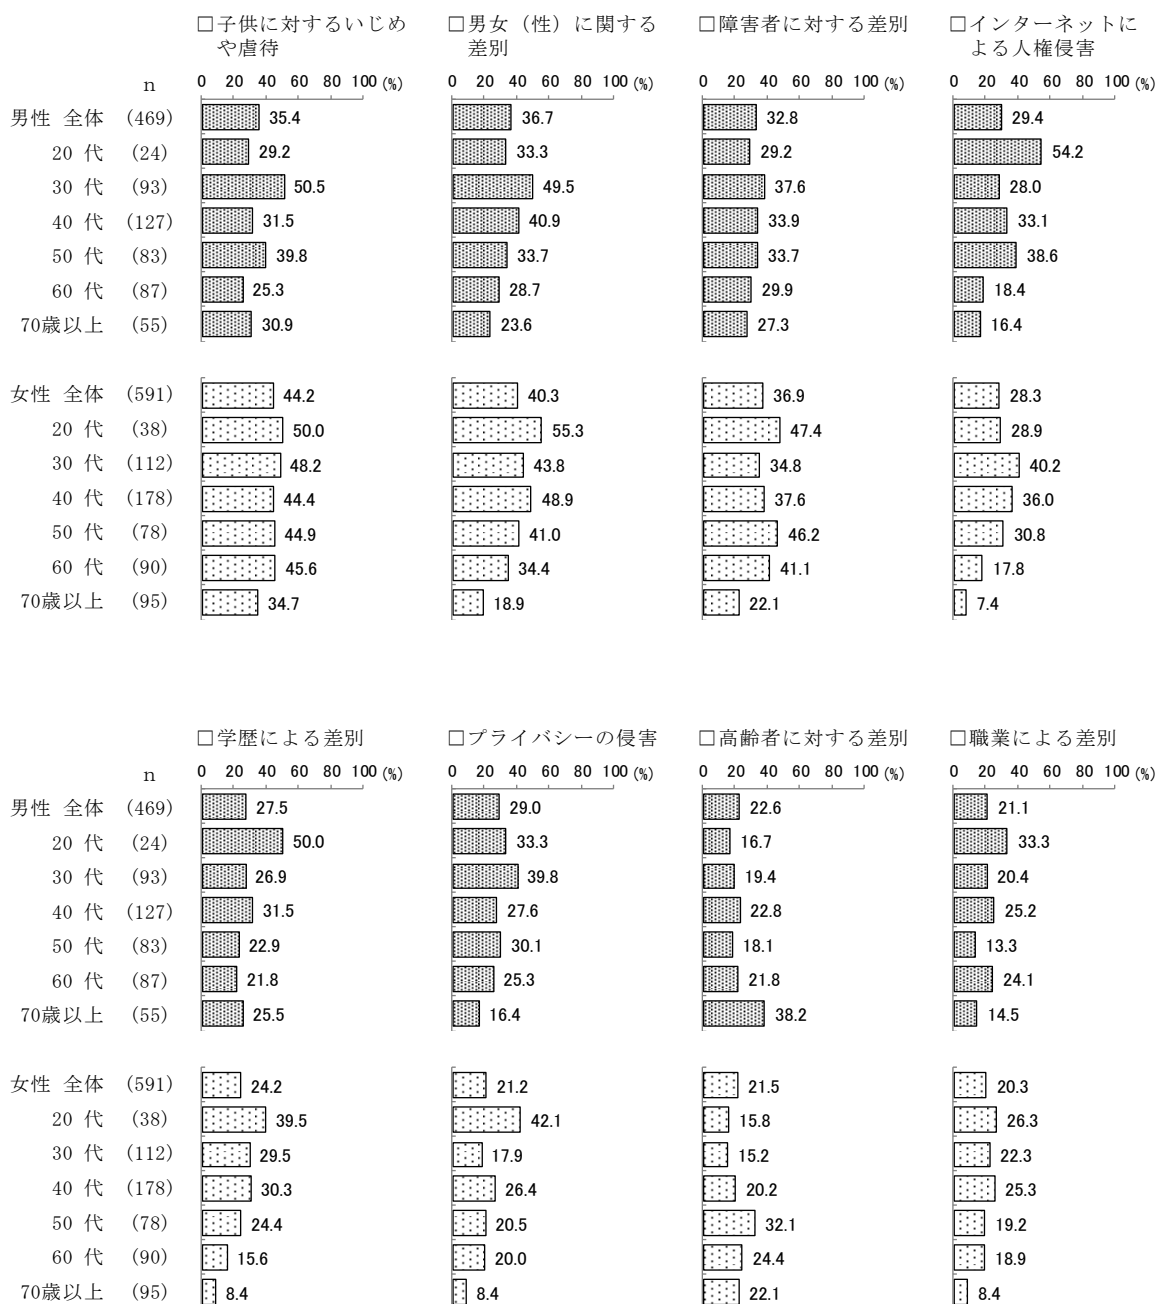 □子供に対するいじめ □男女（性）に関する □障害者に対する差別 □インターネットに
や虐待 差別 よる人権侵害
n 0 20 40 60 80 100 (%) 0 20 40 60 80 100 (%) 0 20 40 60 80 100 (%) 0 20 40 60 80 100 (%)
男性 全体 (469) 35.4 36.7 32.8 29.4
20 代 (24) 29.2 33.3 29.2 54.2
30 代 (93) 50.5 49.5 37.6 28.0
40 代 (127) 31.5 40.9 33.9 33.1
50 代 (83) 39.8 33.7 33.7 38.6
60 代 (87) 25.3 28.7 29.9 18.4
70歳以上 (55) 30.9 23.6 27.3 16.4
女性 全体 (591) 44.2 40.3 36.9 28.3
20 代 (38) 50.0 55.3 47.4 28.9
30 代 (112) 48.2 43.8 34.8 40.2
40 代 (178) 44.4 48.9 37.6 36.0
50 代 (78) 44.9 41.0 46.2 30.8
60 代 (90) 45.6 34.4 41.1 17.8
70歳以上 (95) 34.7 18.9 22.1 7.4
□学歴による差別 □プライバシーの侵害 □高齢者に対する差別 □職業による差別
n 0 20 40 60 80 100 (%) 0 20 40 60 80 100 (%) 0 20 40 60 80 100 (%) 0 20 40 60 80 100 (%)
男性 全体 (469) 27.5 29.0 22.6 21.1
20 代 (24) 50.0 33.3 16.7 33.3
30 代 (93) 26.9 39.8 19.4 20.4
40 代 (127) 31.5 27.6 22.8 25.2
50 代 (83) 22.9 30.1 18.1 13.3
60 代 (87) 21.8 25.3 21.8 24.1
70歳以上 (55) 25.5 16.4 38.2 14.5
女性 全体 (591) 24.2 21.2 21.5 20.3
20 代 (38) 39.5 42.1 15.8 26.3
30 代 (112) 29.5 17.9 15.2 22.3
40 代 (178) 30.3 26.4 20.2 25.3
50 代 (78) 24.4 20.5 32.1 19.2
60 代 (90) 15.6 20.0 24.4 18.9
70歳以上 (95) 8.4 8.4 22.1 8.4